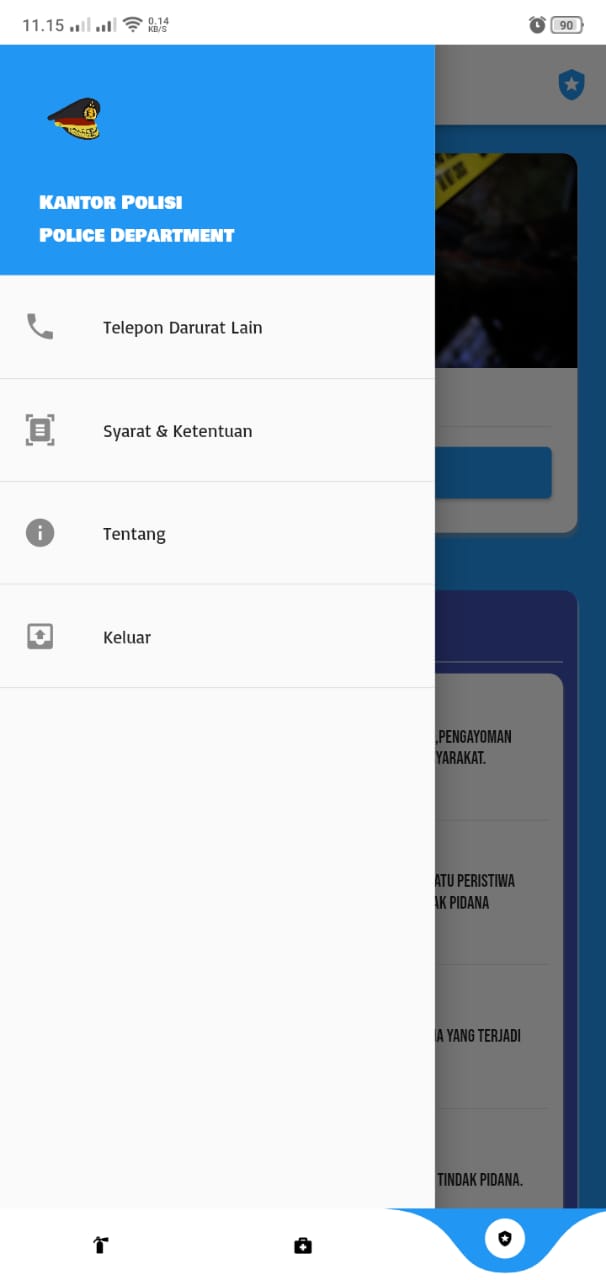 11.15
0.14
KB/S
90
Kantor Polisi
Police Department
Telepon Darurat Lain
Syarat & Ketentuan
Tentang
Keluar
,PENGAYOMAN
YARAKAT.
ATU PERISTIWA
AK PIDANA
A YANG TERJADI
TINDAK PIDANA.